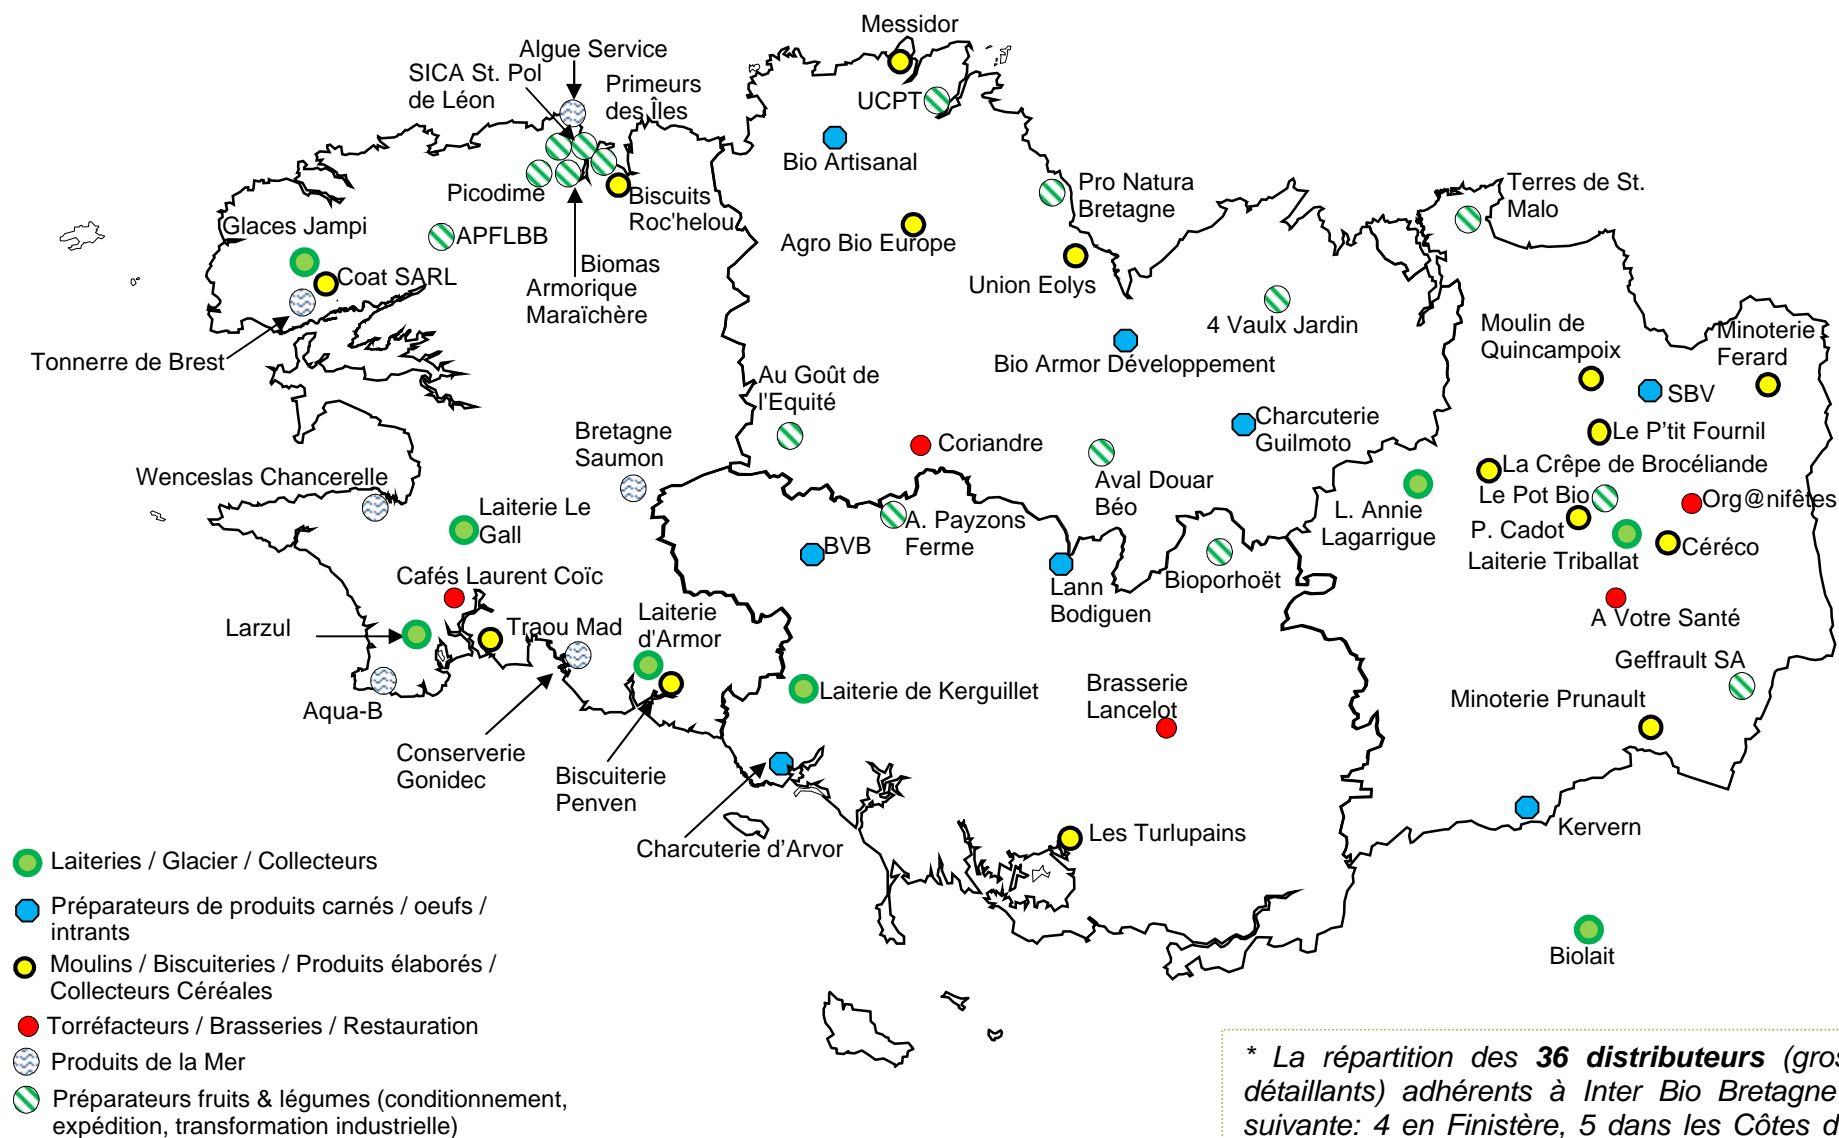 Messidor
Algue Service
SICA St. Pol
de Léon
Primeurs
des Îles
UCPT
Bio Artisanal
Picodime
Biscuits
Roc'helou
Pro Natura
Bretagne
Terres de St.
Malo
Glaces Jampi
APFLBB
Agro Bio Europe
Coat SARL
Biomas
Armorique
Maraïchère
Union Eolys
4 Vaulx Jardin
Moulin de
Quincampoix
Minoterie
Ferard
Tonnerre de Brest
Bio Armor Développement
Au Goût de
l'Equité
SBV
Charcuterie
Guilmoto
Le P'tit Fournil
Bretagne
Saumon
Coriandre
Wenceslas Chancerelle
Aval Douar
Béo
La Crêpe de Brocéliande
Le Pot Bio
Org@nifêtes
L. Annie
Lagarrigue
P. Cadot
Laiterie Le
Gall
A. Payzons
Ferme
BVB
Céréco
Laiterie Triballat
Cafés Laurent Coïc
Lann
Bodiguen
Bioporhoët
Larzul
Traou Mad
Laiterie
d'Armor
A Votre Santé
Geffrault SA
Aqua-B
Laiterie de Kerguillet
Brasserie
Lancelot
Minoterie Prunault
Conserverie
Gonidec
Biscuiterie
Penven
Charcuterie d’Arvor
Les Turlupains
Kervern
Biolait
Laiteries / Glacier / Collecteurs
Préparateurs de produits carnés / oeufs /
intrants
Moulins / Biscuiteries / Produits élaborés /
Collecteurs Céréales
Torréfacteurs / Brasseries / Restauration
Produits de la Mer
Préparateurs fruits & légumes (conditionnement,
expédition, transformation industrielle)
* La répartition des 36 distributeurs (gros
détaillants) adhérents à Inter Bio Bretagne
suivante: 4 en Finistère, 5 dans les Côtes d